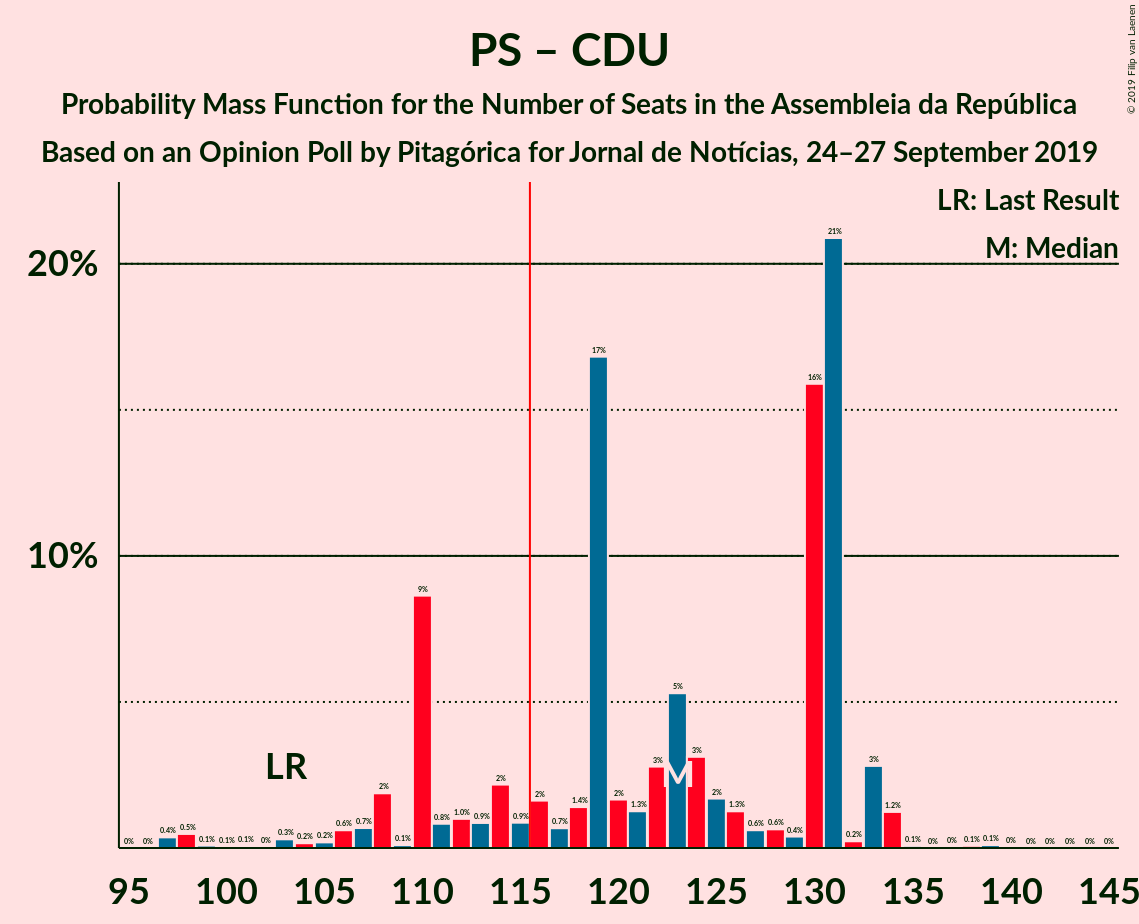 PS – CDU
Probability Mass Function for the Number of Seats in the Assembleia da República
Based on an Opinion Poll by Pitagórica for Jornal de Notícias, 24–27 September 2019
© 2019 Filip van Laenen
LR: Last Result
M: Median
20%
10%
0% 0% 0.4% 0.5% 0.1% 0.1% 0.1% 0% 0.3% 0.2% 0.2% 0.6% 0.7% 2% 0.1% 9% 0.8% 1.0% 0.9% 2% 0.9% 2% 0.7% 1.4% 17% 2% 1.3% 3% 5% 3% 2% 1.3% 0.6% 0.6% 0.4% 16% 21% 0.2% 3% 1.2% 0.1% 0% 0% 0.1% 0.1% 0% 0% 0% 0% 0% 0%
LR
M
95 100 105 110 115 120 125 130 135 140 145